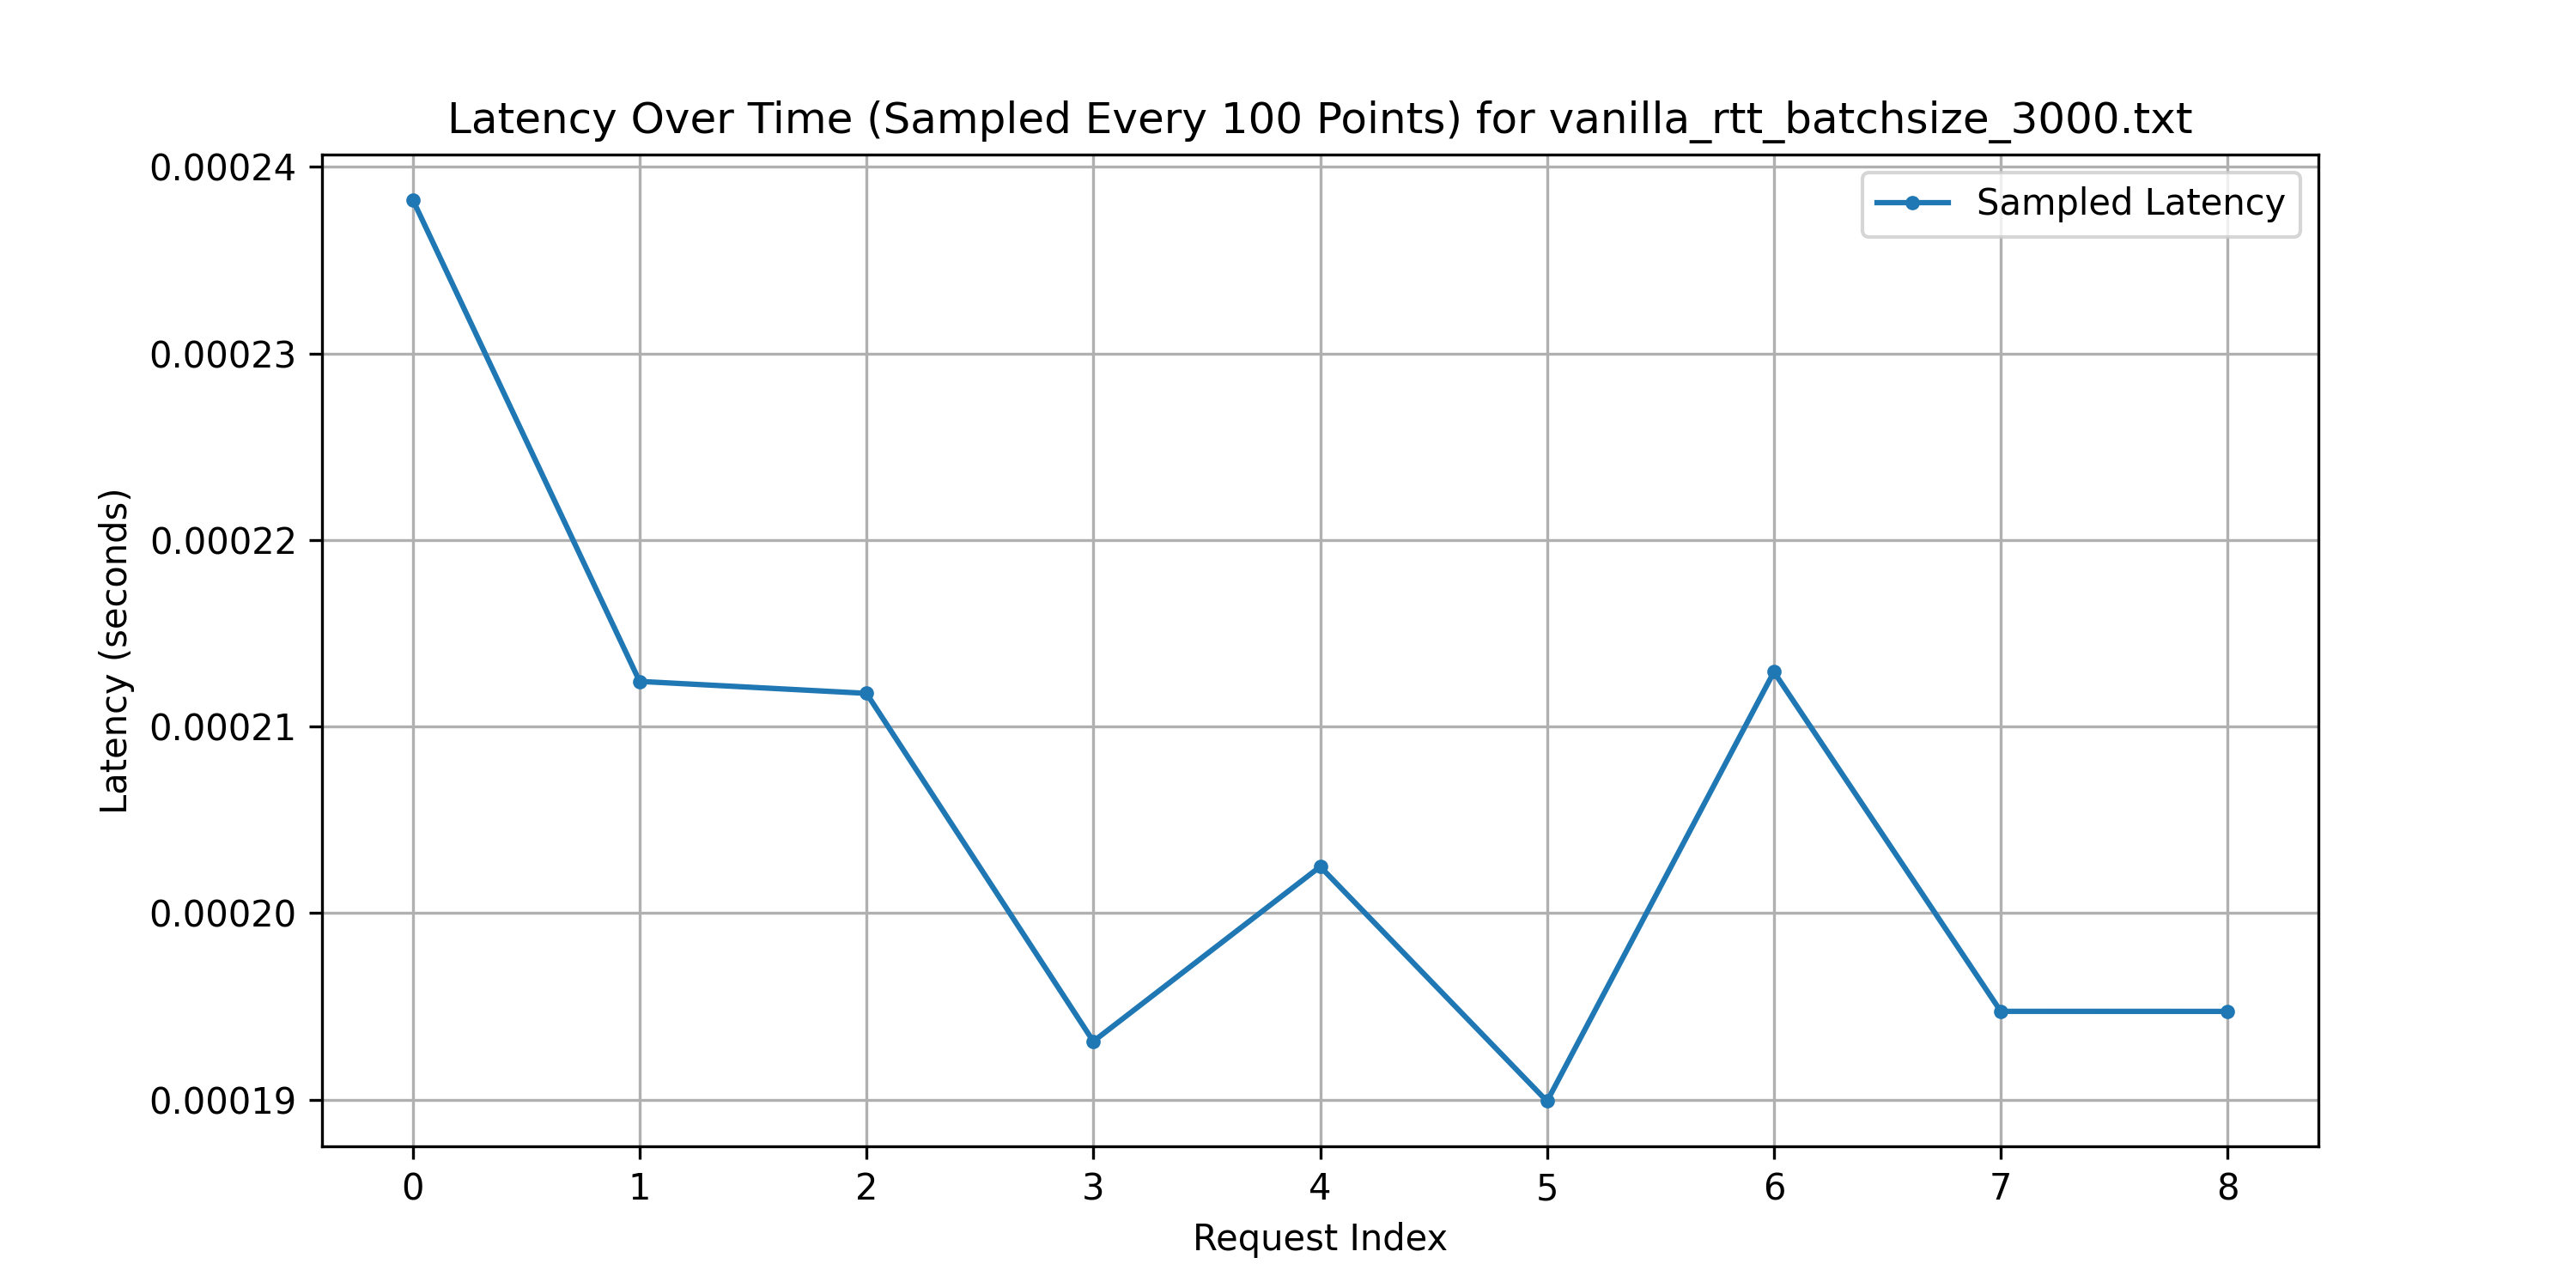 Latency Over Time (Sampled Every 100 Points) for vanilla_rtt_batchsize_3000.txt
Sampled Latency
Latency (seconds)
0.00024
0.00023
0.00022
0.00021
0.00020
0.00019
0 1 2 3 4 5 6 7 8
Request Index